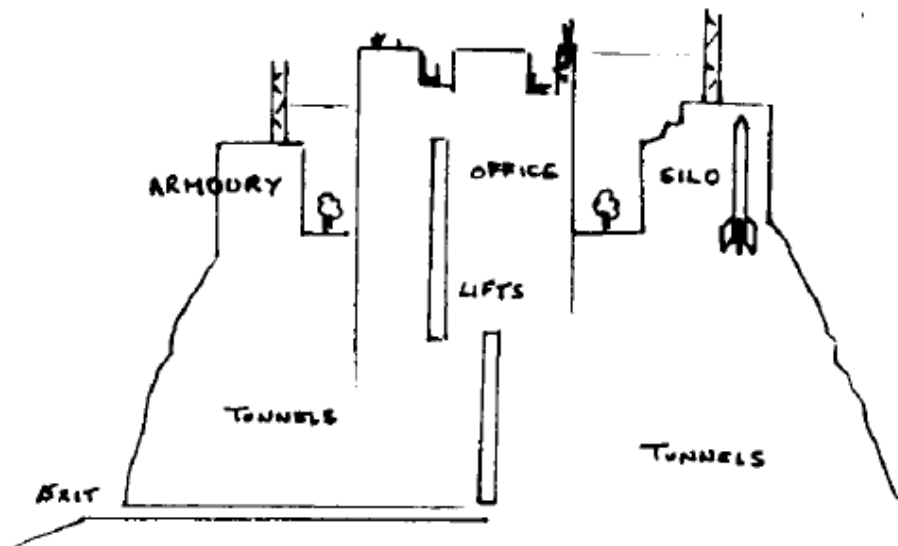 ARMOURY
OFFICE
SILO
LIFTS
TUNNELS
TUNNELS
EXIT